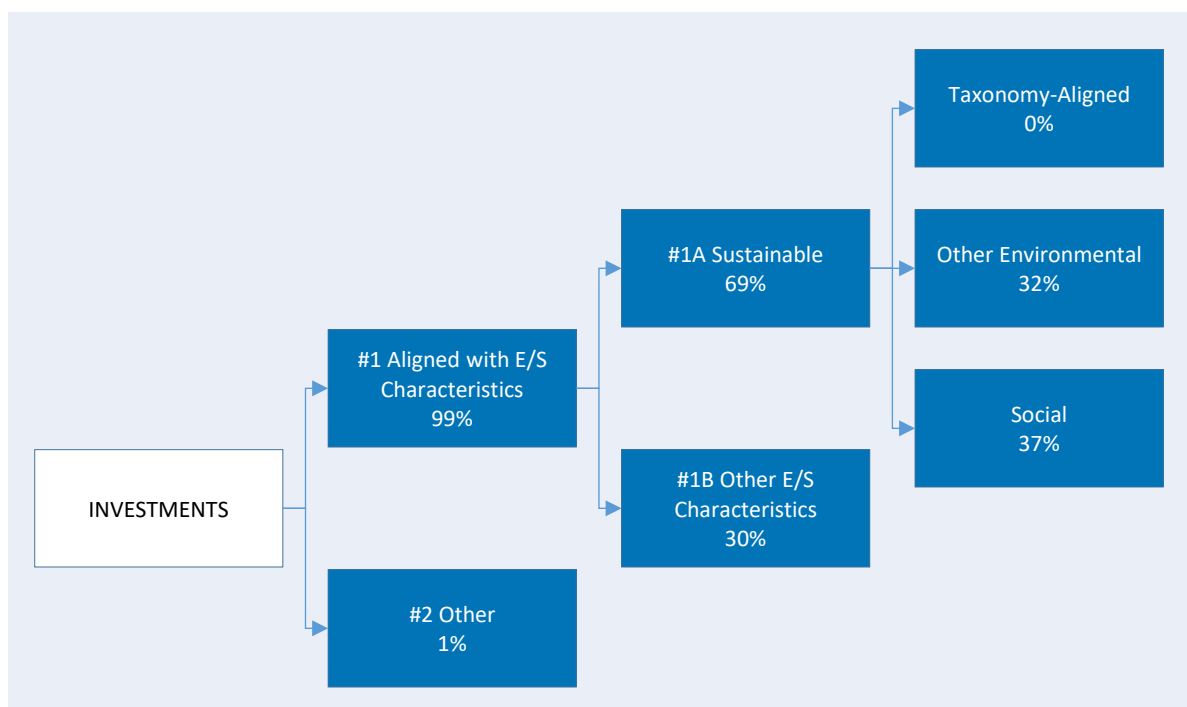 INVESTMENTS
#1 Aligned with E/S
Characteristics
99%
#2 Other
1%
#1A Sustainable
69%
#1B Other E/S
Characteristics
30%
Taxonomy-Aligned
0%
Other Environmental
32%
Social
37%